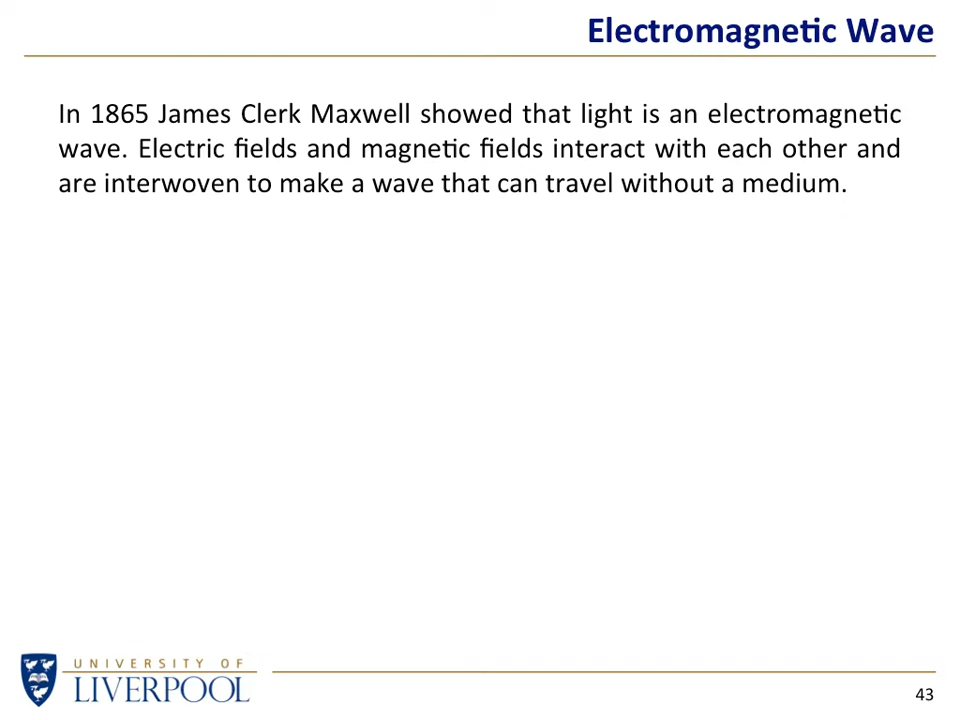 Electromagnetic Wave
In 1865 James Clerk Maxwell showed that light is an electromagnetic
wave. Electric fields and magnetic fields interact with each other and
are interwoven to make a wave that can travel without a medium.
UNIVERSITY OF
LIVERPOOL
43